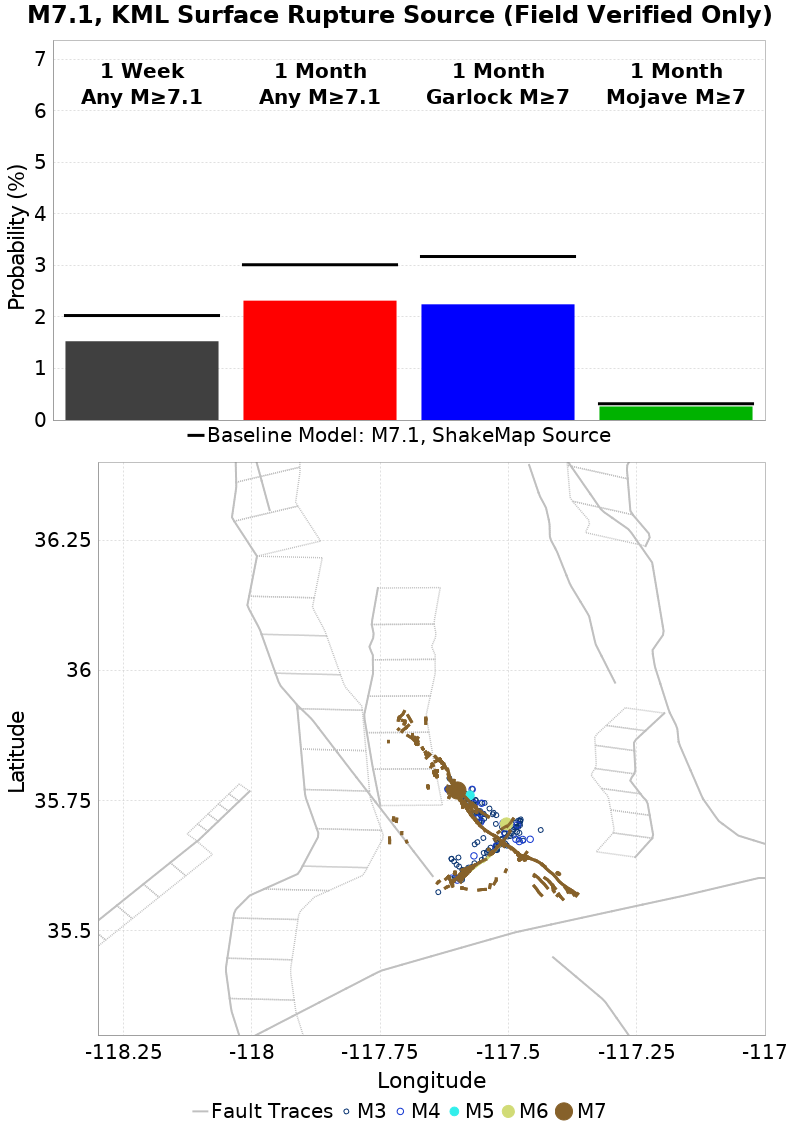 M7.1, KML Surface Rupture Source (Field Verified Only)
1 Week
Any M≥7.1
1 Month
Any M≥7.1
1 Month
Garlock M≥7
1 Month
Mojave M≥7
Probability (%)
7
6
5
4
3
2
1
0
Baseline Model: M7.1, ShakeMap Source
Latitude
36.25
36
35.75
35.5
-118.25
-118
-117.75
-117.5
-117.25
-117
Longitude
Fault Traces
M3
M4
M5
M6
M7